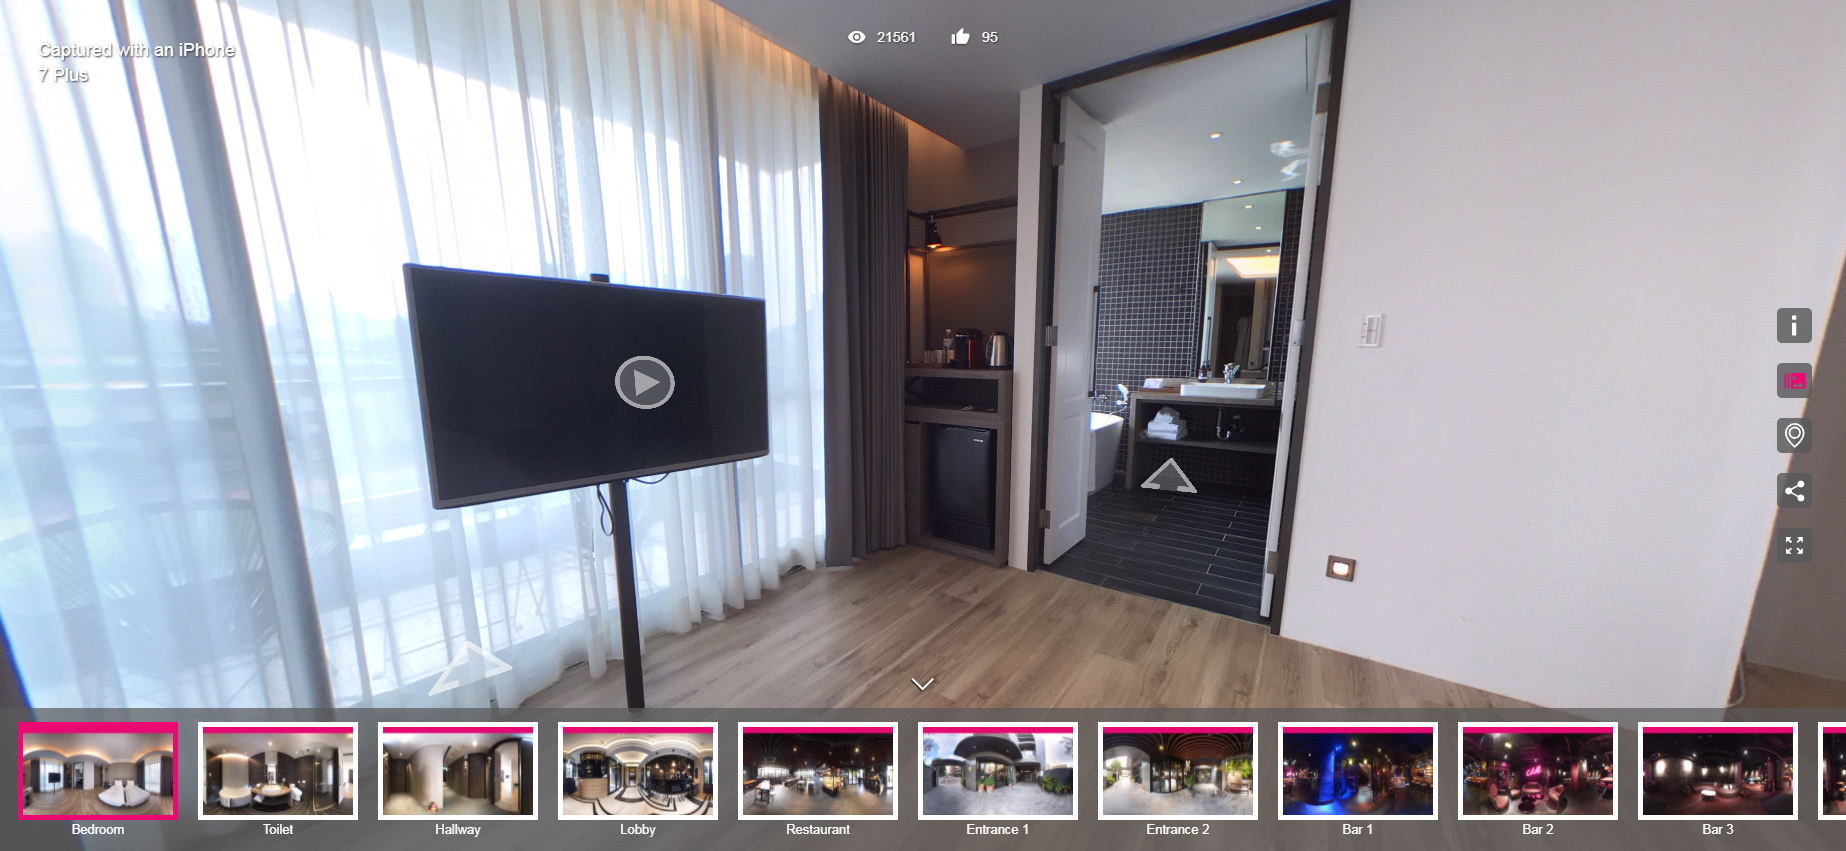 Captured with an iPhone
7 Plus
21561
95
Bedroom
Toilet
Hallway
Lobby
Restaurant
Entrance 1
Entrance 2
Bar 1
Bar 2
Bar 3